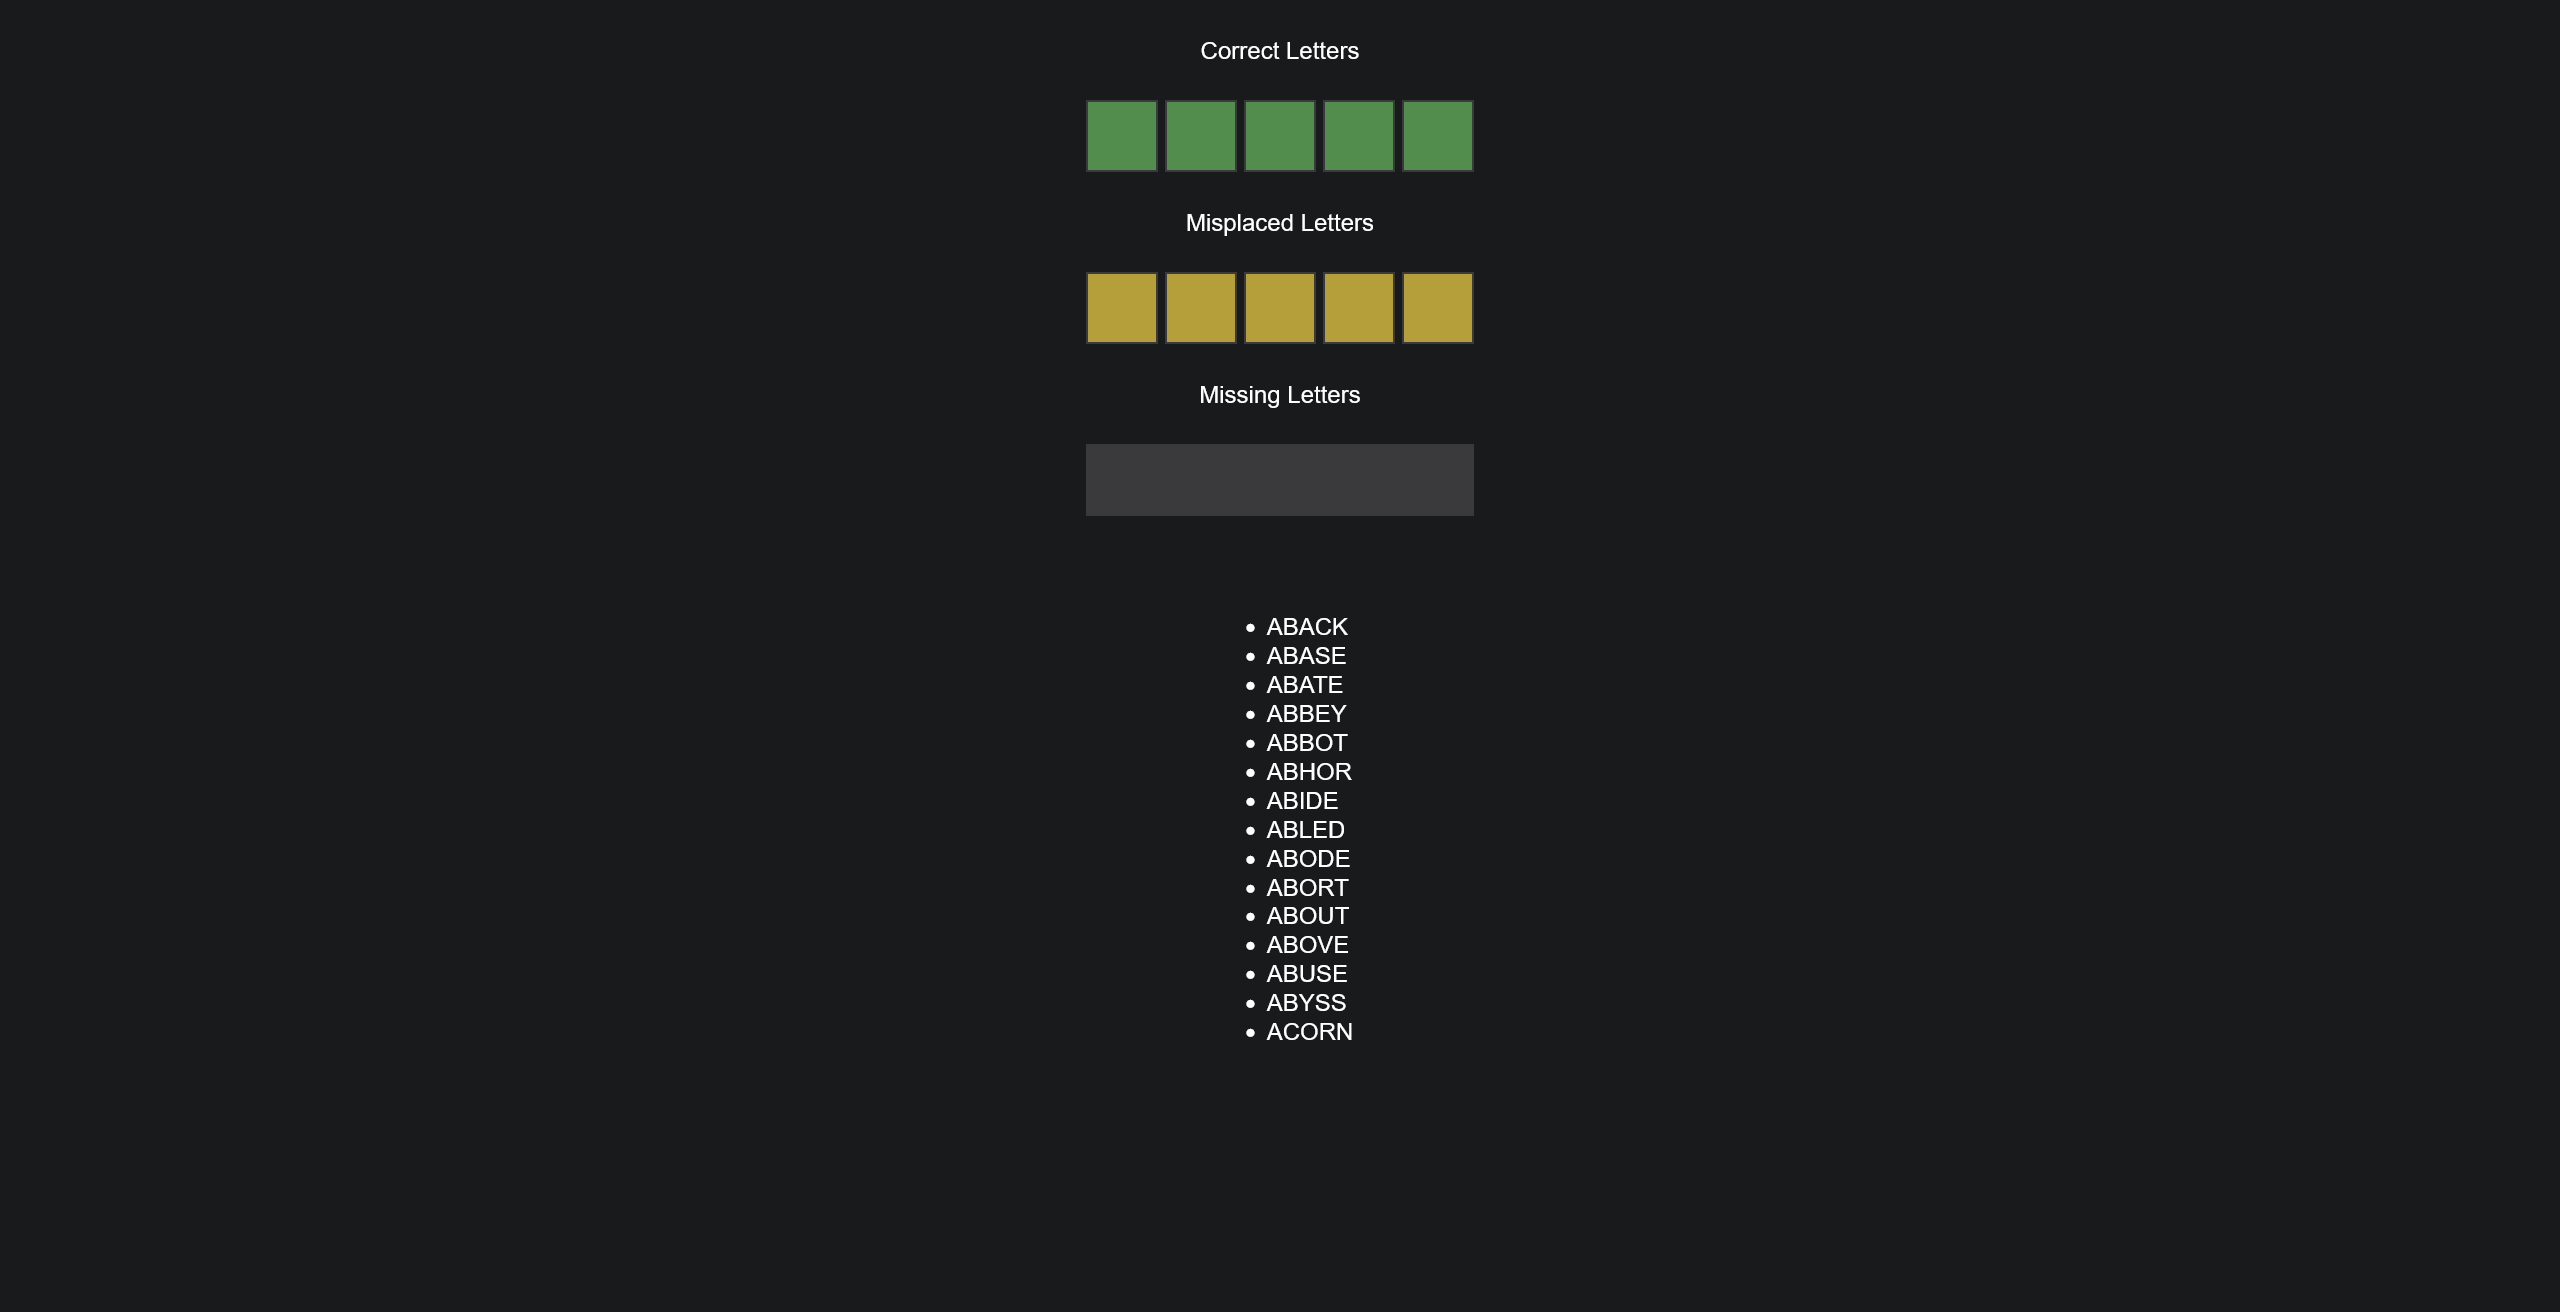 Correct Letters
Misplaced Letters
Missing Letters
ABACK
ABASE
ABATE
ABBEY
ABBOT
ABHOR
ABIDE
ABLED
ABODE
ABORT
ABOUT
ABOVE
ABUSE
ABYSS
ACORN